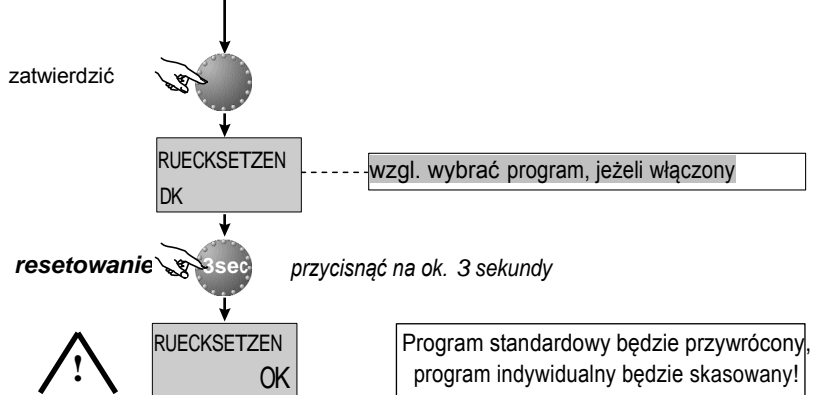 zatwierdzić
RUECKSETZEN
DK
wzgl. wybrać program, jeżeli włączony
resetowanie
3sec
przycisnąć na ok. 3 sekundy
!
RUECKSETZEN
OK
Program standardowy będzie przywrócony,
program indywidualny będzie skasowany!